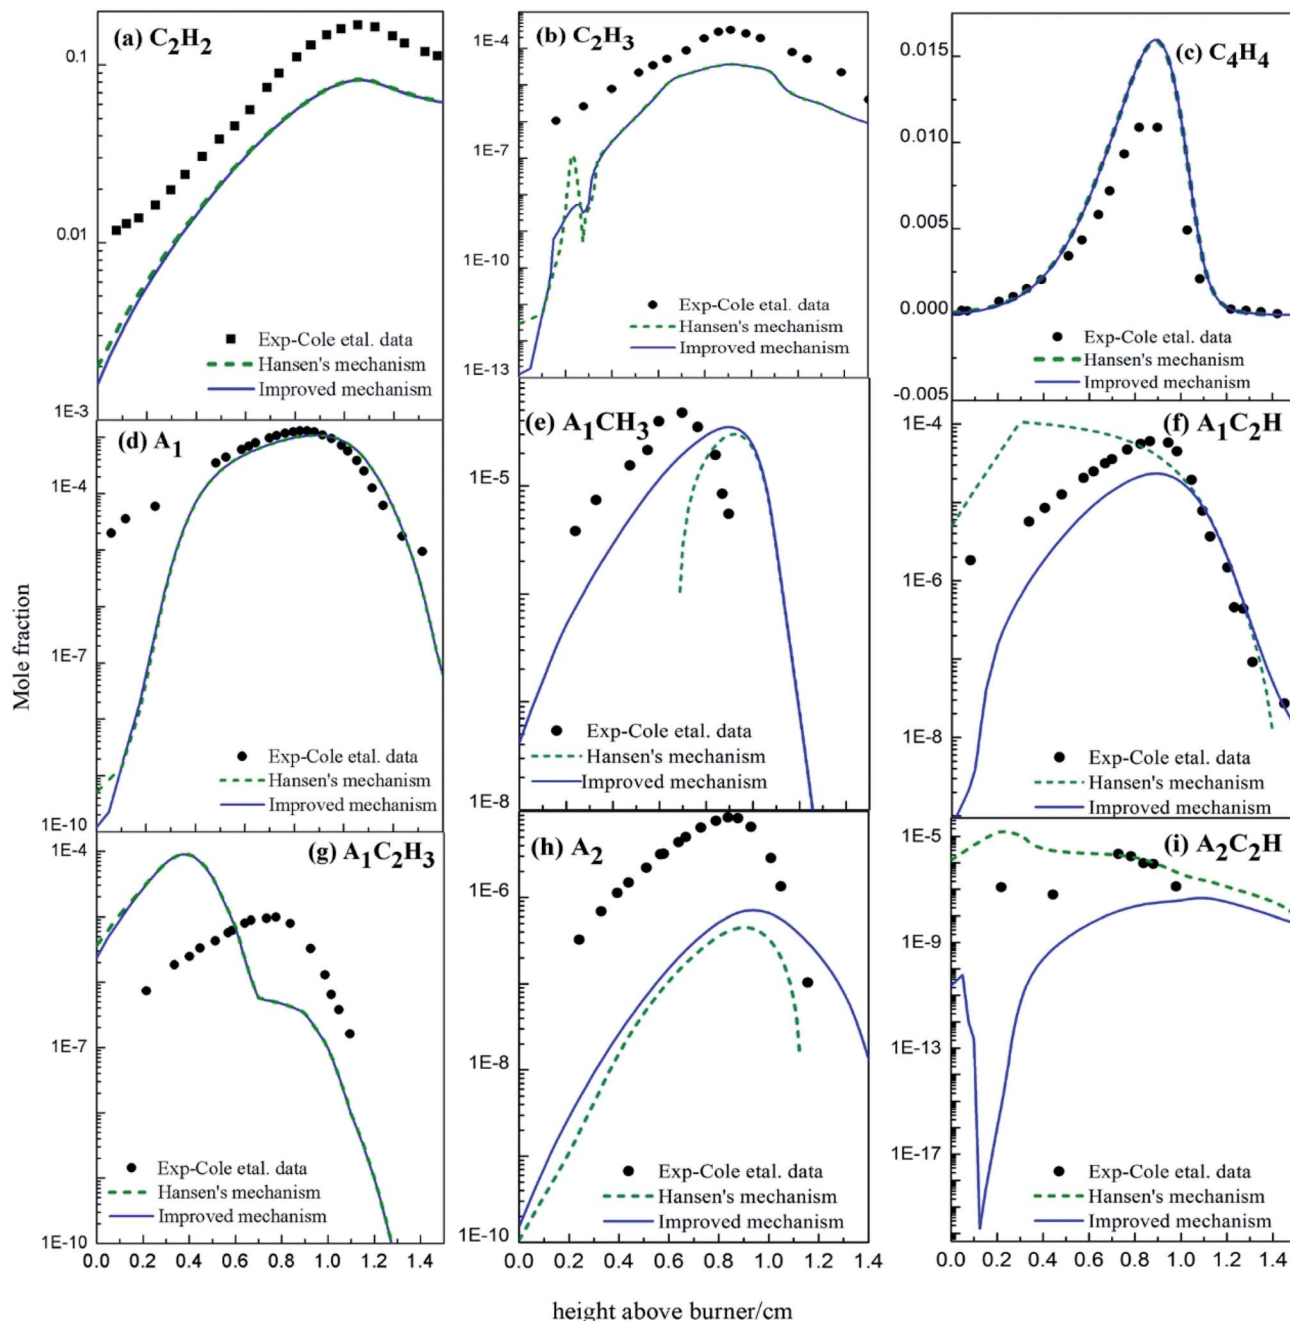 (a) C2H2
0.1
0.01
1E-3
Exp-Cole etal. data
Hansen's mechanism
Improved mechanism
(b) C2H3
1E-4
1E-7
1E-10
1E-13
Exp-Cole etal. data
Hansen's mechanism
Improved mechanism
(c) C4H4
0.015
0.010
0.005
0.000
-0.005
Exp-Cole etal. data
Hansen's mechanism
Improved mechanism
(d) A1
1E-4
1E-7
1E-10
Exp-Cole etal. data
Hansen's mechanism
Improved mechanism
(e) A1CH3
1E-5
1E-8
Exp-Cole etal. data
Hansen's mechanism
Improved mechanism
(f) A1C2H
1E-4
1E-6
1E-8
Exp-Cole etal. data
Hansen's mechanism
Improved mechanism
(g) A1C2H3
1E-4
1E-7
1E-10
Exp-Cole etal. data
Hansen's mechanism
Improved mechanism
0.0 0.2 0.4 0.6 0.8 1.0 1.2 1.4
(h) A2
1E-6
1E-8
1E-10
Exp-Cole etal. data
Hansen's mechanism
Improved mechanism
0.0 0.2 0.4 0.6 0.8 1.0 1.2 1.4
(i) A2C2H
1E-5
1E-9
1E-13
1E-17
Exp-Cole etal. data
Hansen's mechanism
Improved mechanism
0.0 0.2 0.4 0.6 0.8 1.0 1.2 1.4
Mole fraction
height above burner/cm